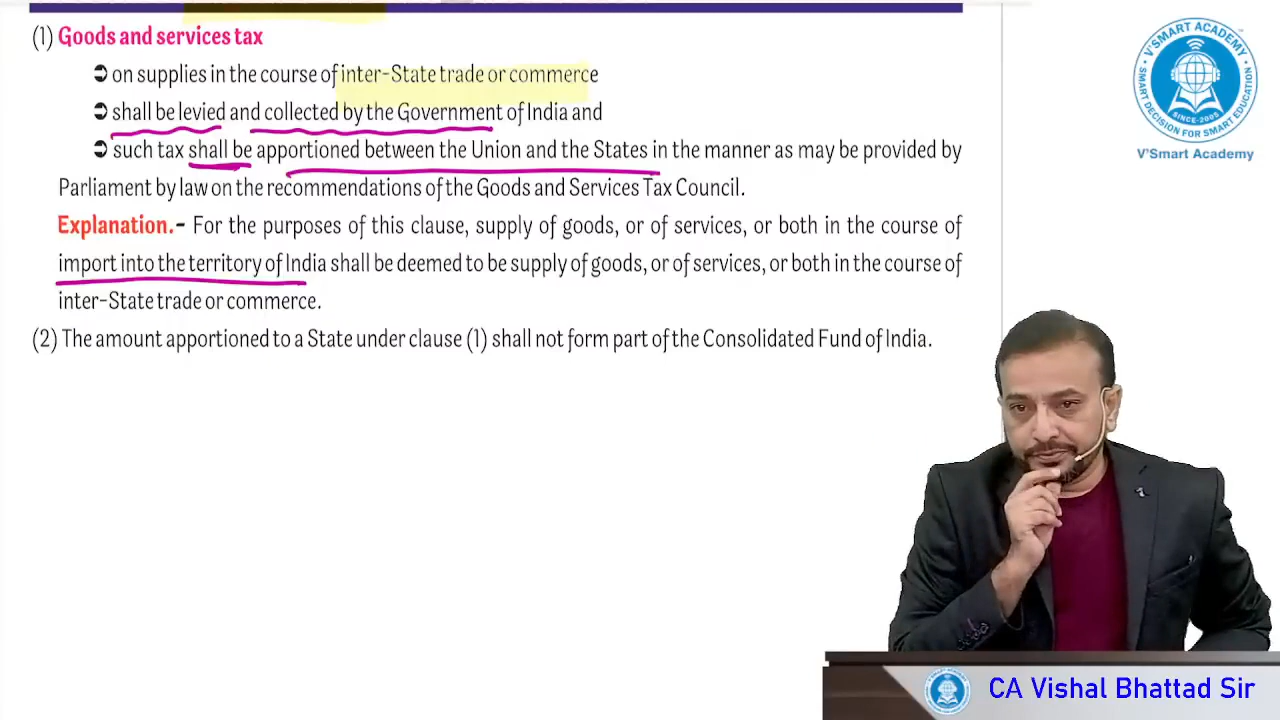 (1) Goods and services tax
➲ on supplies in the course of inter-State trade or commerce
➲ shall be levied and collected by the Government of India and
➲ such tax shall be apportioned between the Union and the States in the manner as may be provided by
Parliament by law on the recommendations of the Goods and Services Tax Council.
Explanation.- For the purposes of this clause, supply of goods, or of services, or both in the course of
import into the territory of India shall be deemed to be supply of goods, or of services, or both in the course of
inter-State trade or commerce.
(2) The amount apportioned to a State under clause (1) shall not form part of the Consolidated Fund of India.
V'SMART ACADEMY
SMART DECISION FOR SMART EDUCATION
SINCE-2005
V'Smart Academy
CA Vishal Bhattad Sir